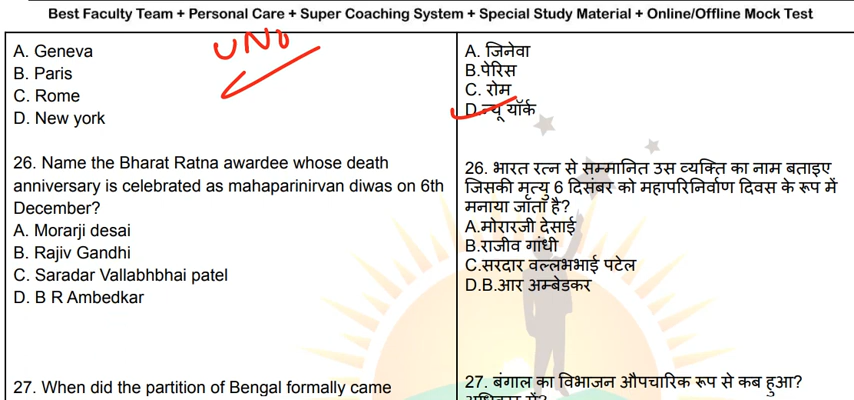 Best Faculty Team + Personal Care + Super Coaching System + Special Study Material + Online/Offline Mock Test
A. Geneva
B. Paris
C. Rome
D. New york
UNO
26. Name the Bharat Ratna awardee whose death
anniversary is celebrated as mahaparinirvan diwas on 6th
December?
A. Morarji desai
B. Rajiv Gandhi
C. Saradar Vallabhbhai patel
D. B R Ambedkar
27. When did the partition of Bengal formally came
A. जिनेवा
B.पेरिस
C. रोम
D.न्यू यॉर्क
26. भारत रत्न से सम्मानित उस व्यक्ति का नाम बताइए
जिसकी मृत्यु 6 दिसंबर को महापरिनिर्वाण दिवस के रूप में
मनाया जाता है?
A.मोरारजी देसाई
B.राजीव गांधी
C.सरदार वल्लभभाई पटेल
D.B.आर अम्बेडकर
27. बंगाल का विभाजन औपचारिक रूप से कब हुआ?